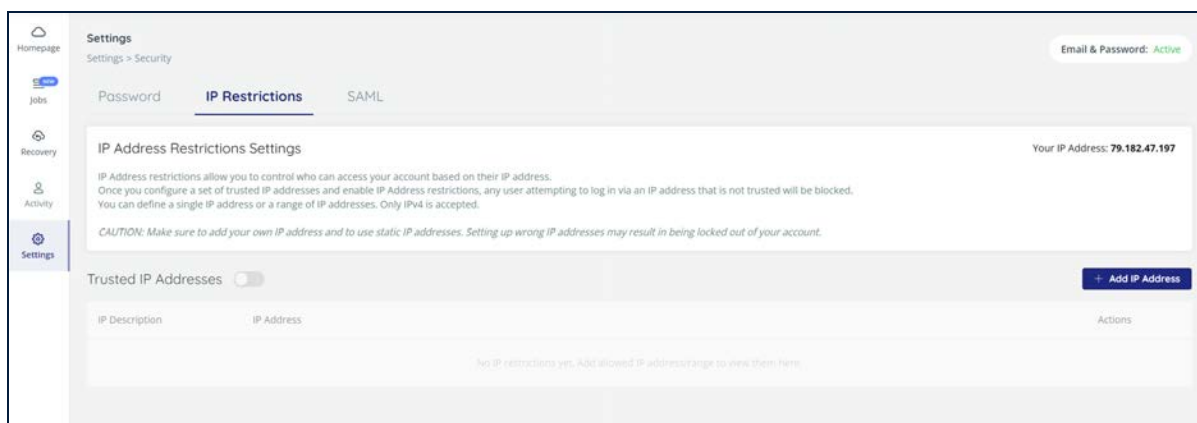 Homepage
new
Jobs
Recovery
Activity
Settings
Settings
Settings > Security
Email & Password: Active
Password
IP Restrictions
SAML
IP Address Restrictions Settings
Your IP Address: 79.182.47.197
IP Address restrictions allow you to control who can access your account based on their IP address.
Once you configure a set of trusted IP addresses and enable IP Address restrictions, any user attempting to log in via an IP address that is not trusted will be blocked.
You can define a single IP address or a range of IP addresses. Only IPv4 is accepted.
CAUTION: Make sure to add your own IP address and to use static IP addresses. Setting up wrong IP addresses may result in being locked out of your account.
Trusted IP Addresses
+ Add IP Address
IP Description
IP Address
Actions
No IP restrictions yet. Add allowed IP address/range to view them here.